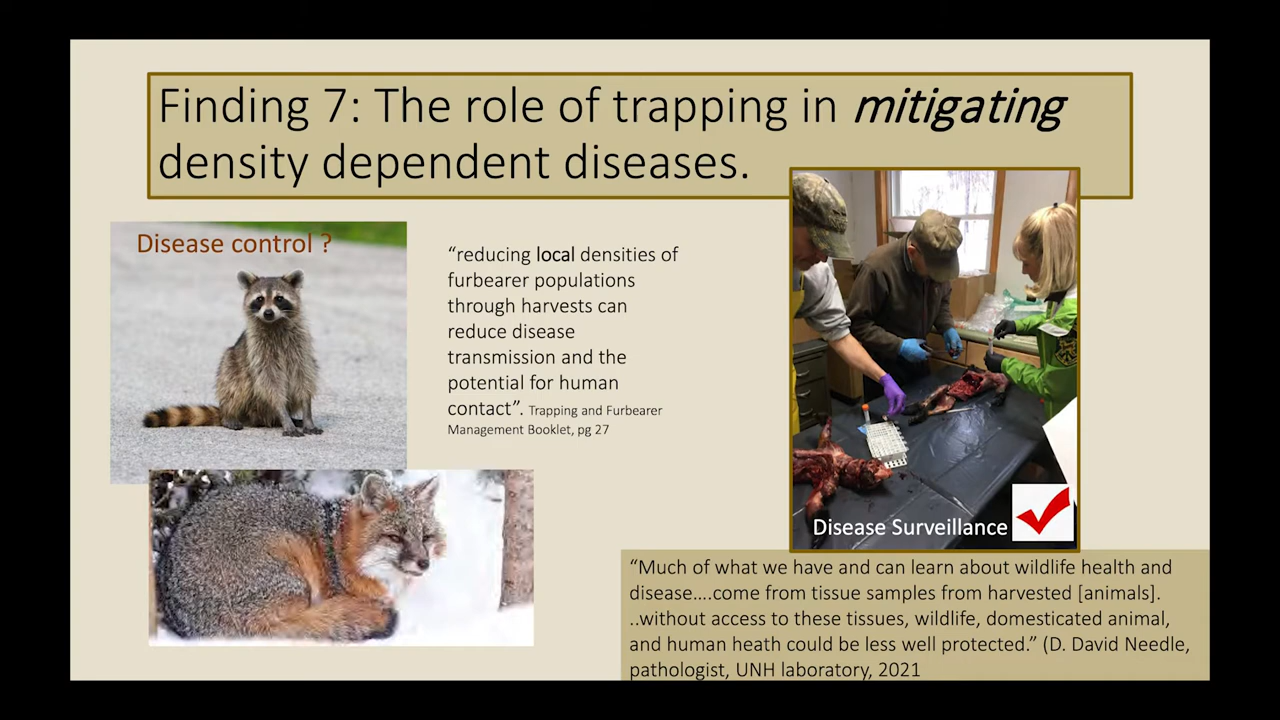 Finding 7: The role of trapping in mitigating
density dependent diseases.
Disease control ?
“reducing local densities of
furbearer populations
through harvests can
reduce disease
transmission and the
potential for human
contact”. Trapping and Furbearer
Management Booklet, pg 27
Disease Surveillance
“Much of what we have and can learn about wildlife health and
disease....come from tissue samples from harvested [animals].
..without access to these tissues, wildlife, domesticated animal,
and human heath could be less well protected.” (D. David Needle,
pathologist, UNH laboratory, 2021